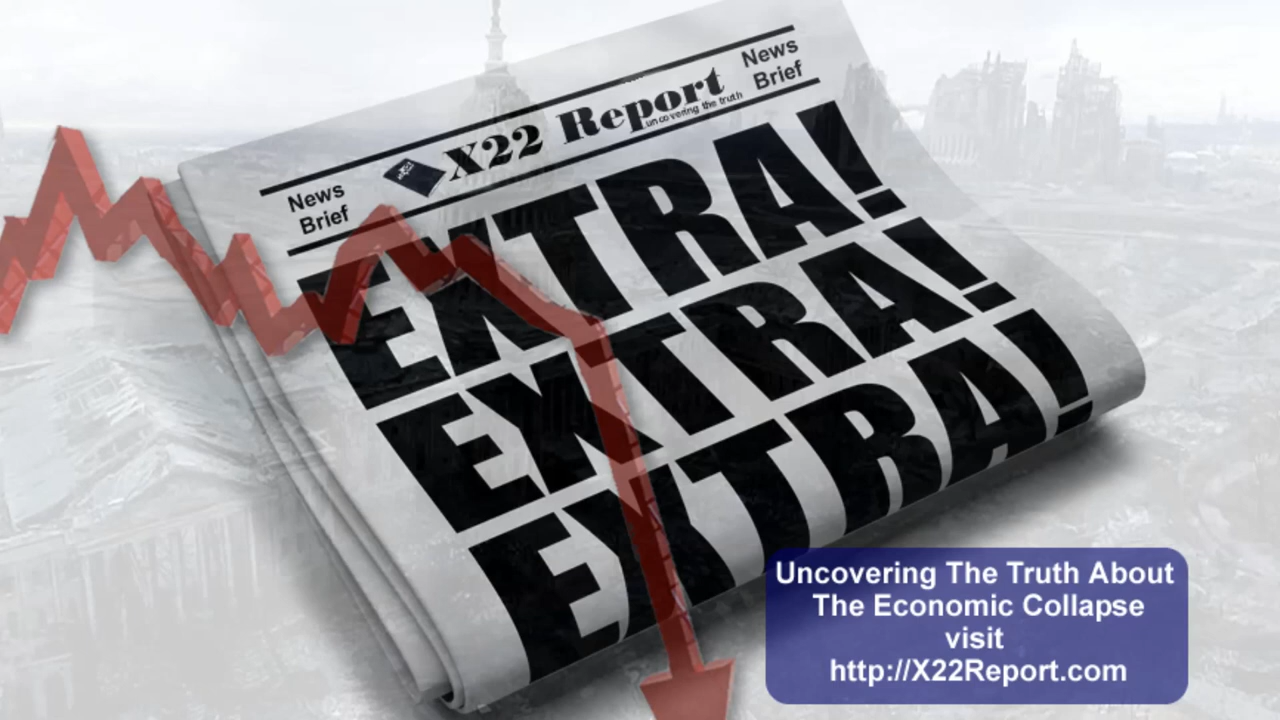 News
Brief
X22 Report
uncovering the truth
News
Brief
EXTRA!
EXTRA!
EXTRA!
Uncovering The Truth About
The Economic Collapse
visit
http://X22Report.com